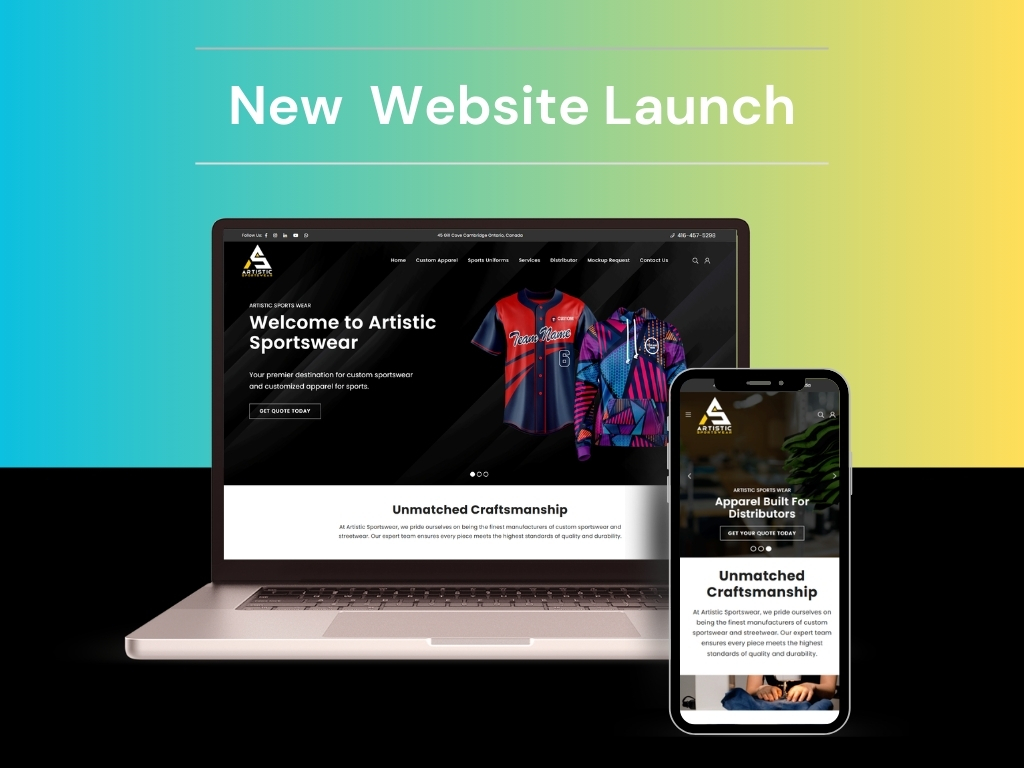 New Website Launch
Follow Us:
45 Gill Cove Cambridge Ontario, Canada
416-457-5298
ARTISTIC
SPORTSWEAR
Home Custom Apparel Sports Uniforms Services Distributor Mockup Request Contact Us
ARTISTIC SPORTS WEAR
Welcome to Artistic
Sportswear
Your premier destination for custom sportswear
and customized apparel for sports.
GET QUOTE TODAY
Team Name
6
Unmatched Craftsmanship
At Artistic Sportswear, we pride ourselves on being the finest manufacturers of custom sportswear and
streetwear. Our expert team ensures every piece meets the highest standards of quality and durability.
ARTISTIC
SPORTSWEAR
ARTISTIC SPORTS WEAR
Apparel Built For
Distributors
GET YOUR QUOTE TODAY
Unmatched
Craftsmanship
At Artistic Sportswear, we pride ourselves on
being the finest manufacturers of custom
sportswear and streetwear. Our expert team
ensures every piece meets the highest
standards of quality and durability.